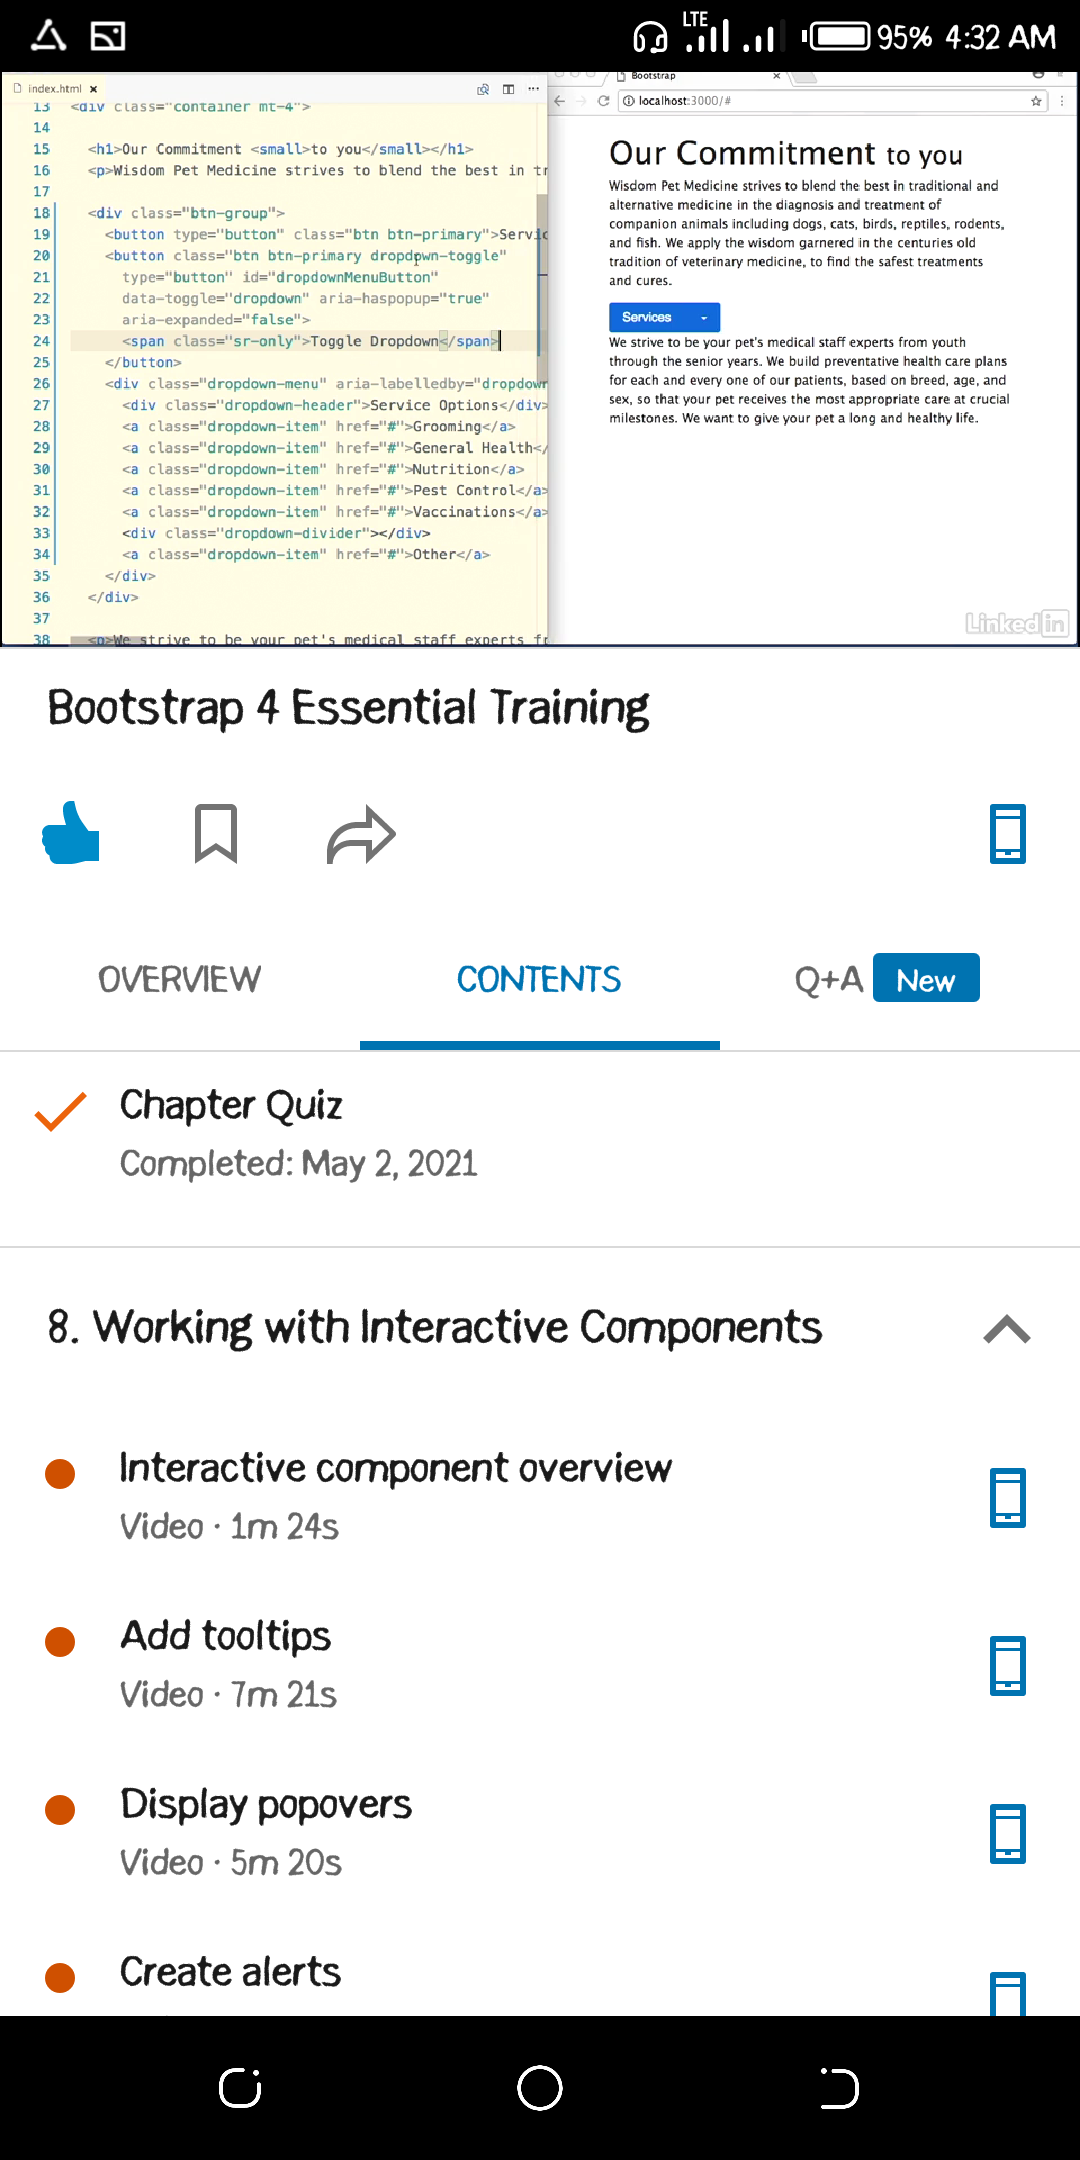 LTE
95% 4:32 AM
index.html
13 <div class="container mt-4">
14
15 <h1>Our Commitment <small>to you</small></h1>
16 <p>Wisdom Pet Medicine strives to blend the best in tr
17
18 <div class="btn-group">
19 <button type="button" class="btn btn-primary">Servic
20 <button class="btn btn-primary dropdown-toggle"
21 type="button" id="dropdownMenuButton"
22 data-toggle="dropdown" aria-haspopup="true"
23 aria-expanded="false">
24 <span class="sr-only">Toggle Dropdown</span>
25 </button>
26 <div class="dropdown-menu" aria-labelledby="dropdown
27 <div class="dropdown-header">Service Options</div>
28 <a class="dropdown-item" href="#">Grooming</a>
29 <a class="dropdown-item" href="#">General Health</
30 <a class="dropdown-item" href="#">Nutrition</a>
31 <a class="dropdown-item" href="#">Pest Control</a>
32 <a class="dropdown-item" href="#">Vaccinations</a>
33 <div class="dropdown-divider"></div>
34 <a class="dropdown-item" href="#">Other</a>
35 </div>
36 </div>
37
38 <p>We strive to be your pet's medical staff experts fr
Bootstrap
localhost:3000/#
Our Commitment to you
Wisdom Pet Medicine strives to blend the best in traditional and
alternative medicine in the diagnosis and treatment of
companion animals including dogs, cats, birds, reptiles, rodents,
and fish. We apply the wisdom garnered in the centuries old
tradition of veterinary medicine, to find the safest treatments
and cures.
Services
We strive to be your pet's medical staff experts from youth
through the senior years. We build preventative health care plans
for each and every one of our patients, based on breed, age, and
sex, so that your pet receives the most appropriate care at crucial
milestones. We want to give your pet a long and healthy life.
Linked in
Bootstrap 4 Essential Training
OVERVIEW CONTENTS Q+A New
Chapter Quiz
Completed: May 2, 2021
8. Working with Interactive Components
Interactive component overview
Video · 1m 24s
Add tooltips
Video · 7m 21s
Display popovers
Video · 5m 20s
Create alerts